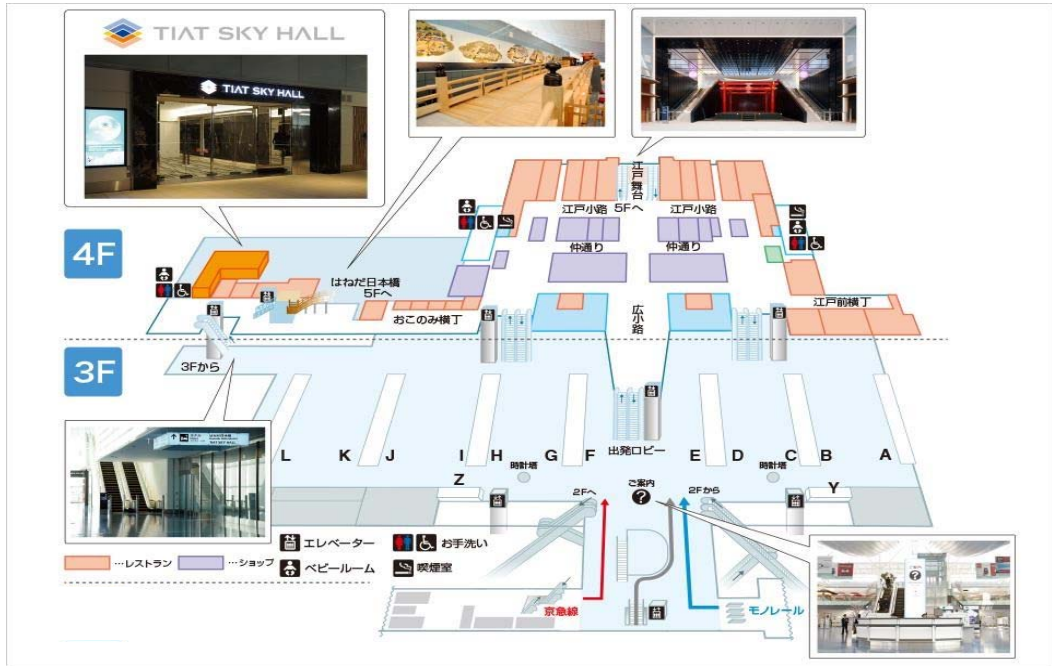 TIAT SKY HALL
TIAT SKY HALL
江戸舞台
5Fへ
江戸小路
江戸小路
仲通り
仲通り
4F
はねだ日本橋
5Fへ
おこのみ横丁
広小路
江戸前横丁
3F
3Fから
出発ロビー
L
K
J
I
H
G
F
E
D
C
B
A
Z
Y
時計塔
時計塔
2Fへ
ご案内
?
2Fから
…レストラン
…ショップ
エレベーター
お手洗い
ベビールーム
喫煙室
京急線
モノレール
ご案内
?